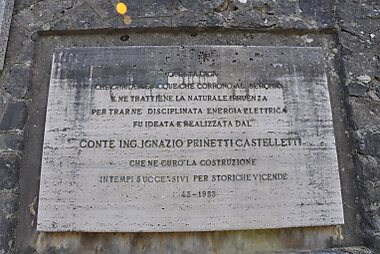 QUESTA DIGA
CHE CHIUDE LE ACQUE CHE CORRONO AL SERCHIO
E NE TRATTIENE LA NATURALE IRRUENZA
PER TRARNE DISCIPLINATA ENERGIA ELETTRICA
FU IDEATA E REALIZZATA DAL
CONTE ING. IGNAZIO PRINETTI CASTELLETTI
CHE NE CURÒ LA COSTRUZIONE
IN TEMPI SUCCESSIVI PER STORICHE VICENDE
43-1953